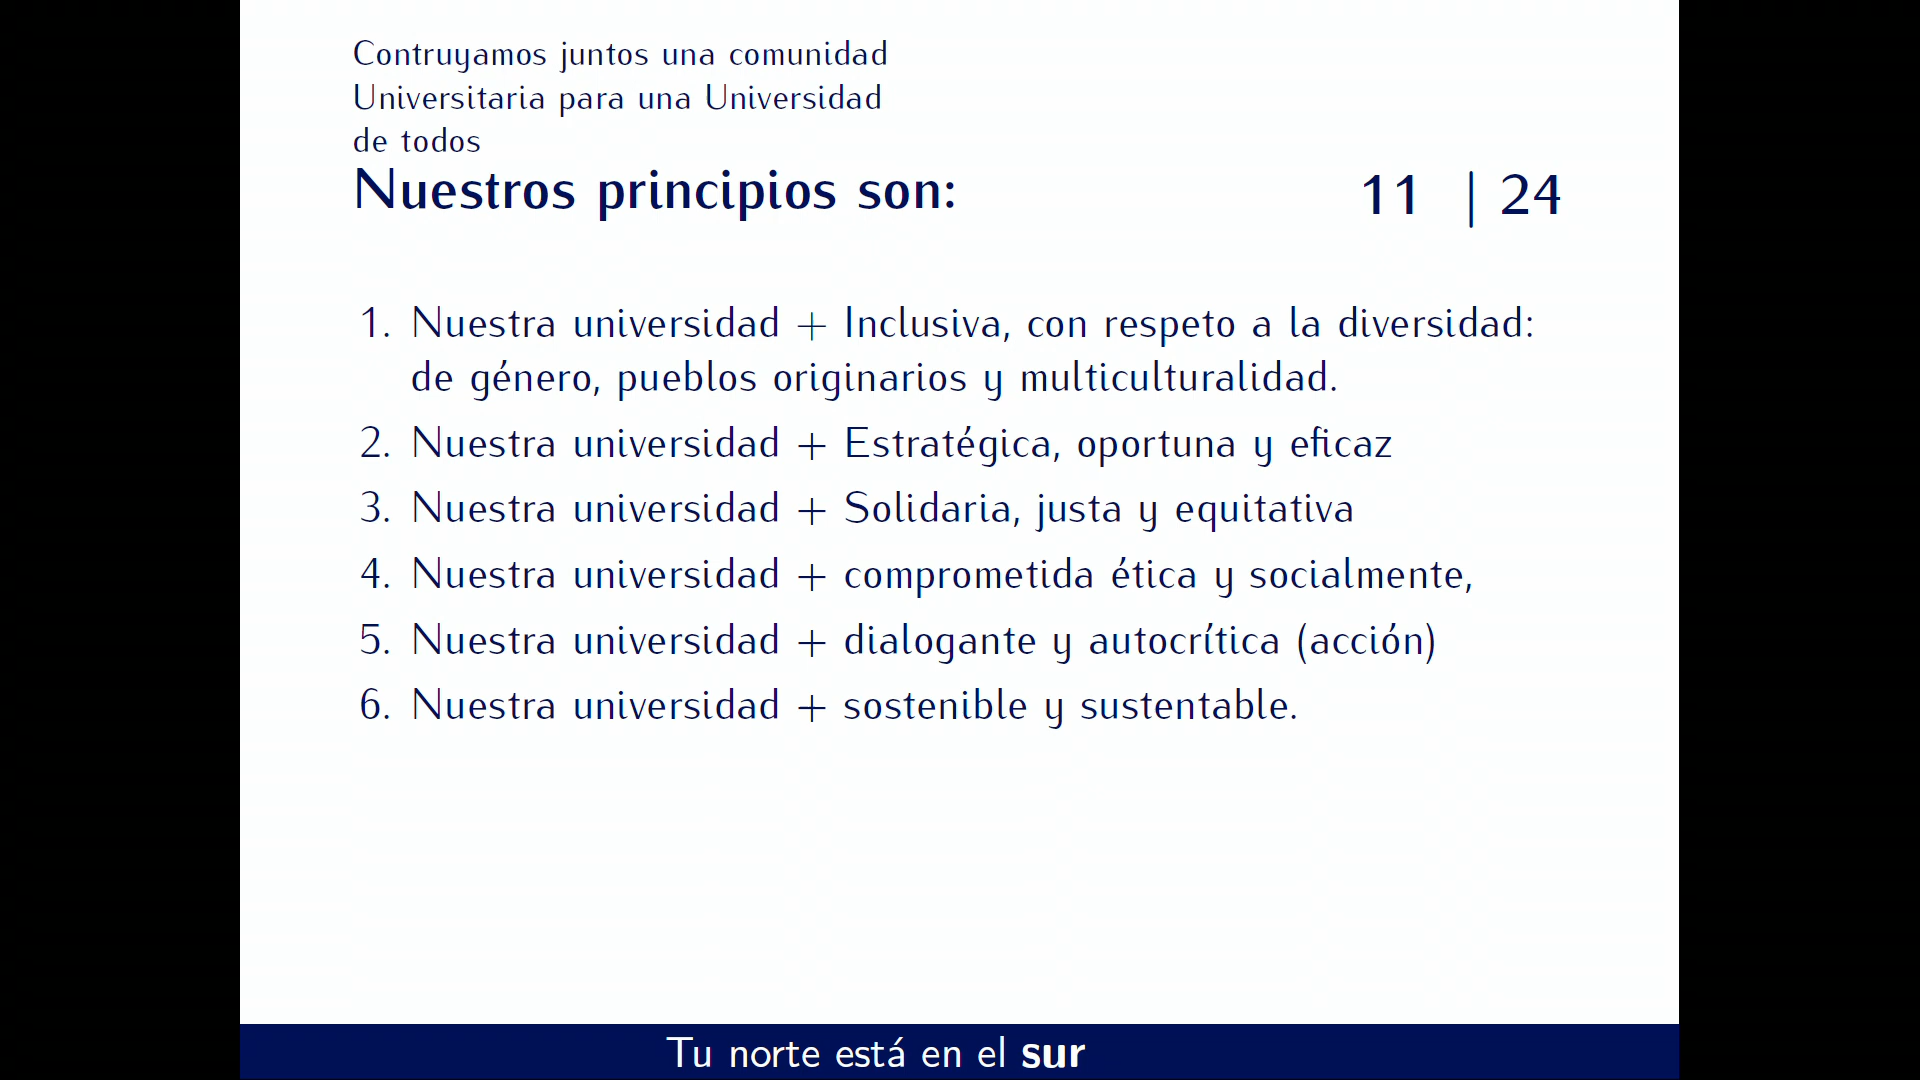 Contruyamos juntos una comunidad
Universitaria para una Universidad
de todos
Nuestros principios son:
11 | 24
1. Nuestra universidad + Inclusiva, con respeto a la diversidad:
de género, pueblos originarios y multiculturalidad.
2. Nuestra universidad + Estratégica, oportuna y eficaz
3. Nuestra universidad + Solidaria, justa y equitativa
4. Nuestra universidad + comprometida ética y socialmente,
5. Nuestra universidad + dialogante y autocrítica (acción)
6. Nuestra universidad + sostenible y sustentable.
Tu norte está en el sur